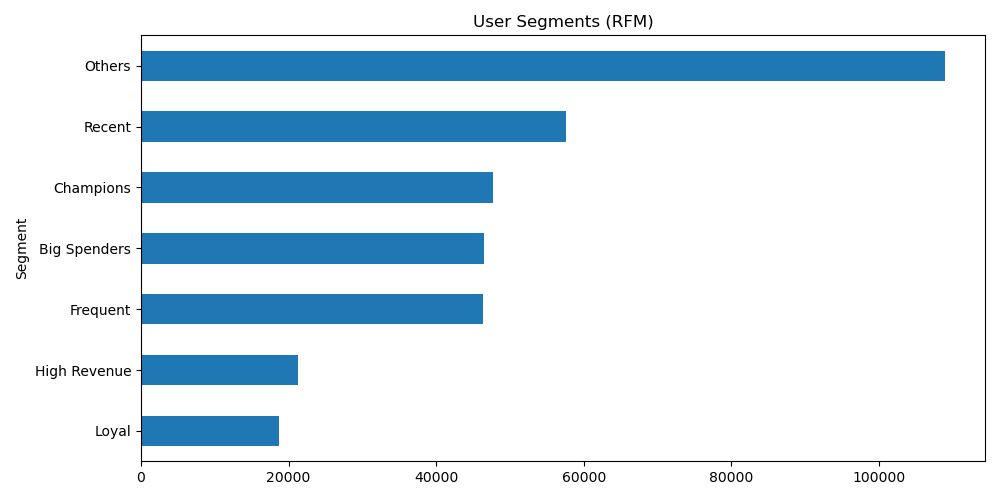 User Segments (RFM)
Segment
Others
Recent
Champions
Big Spenders
Frequent
High Revenue
Loyal
0 20000 40000 60000 80000 100000